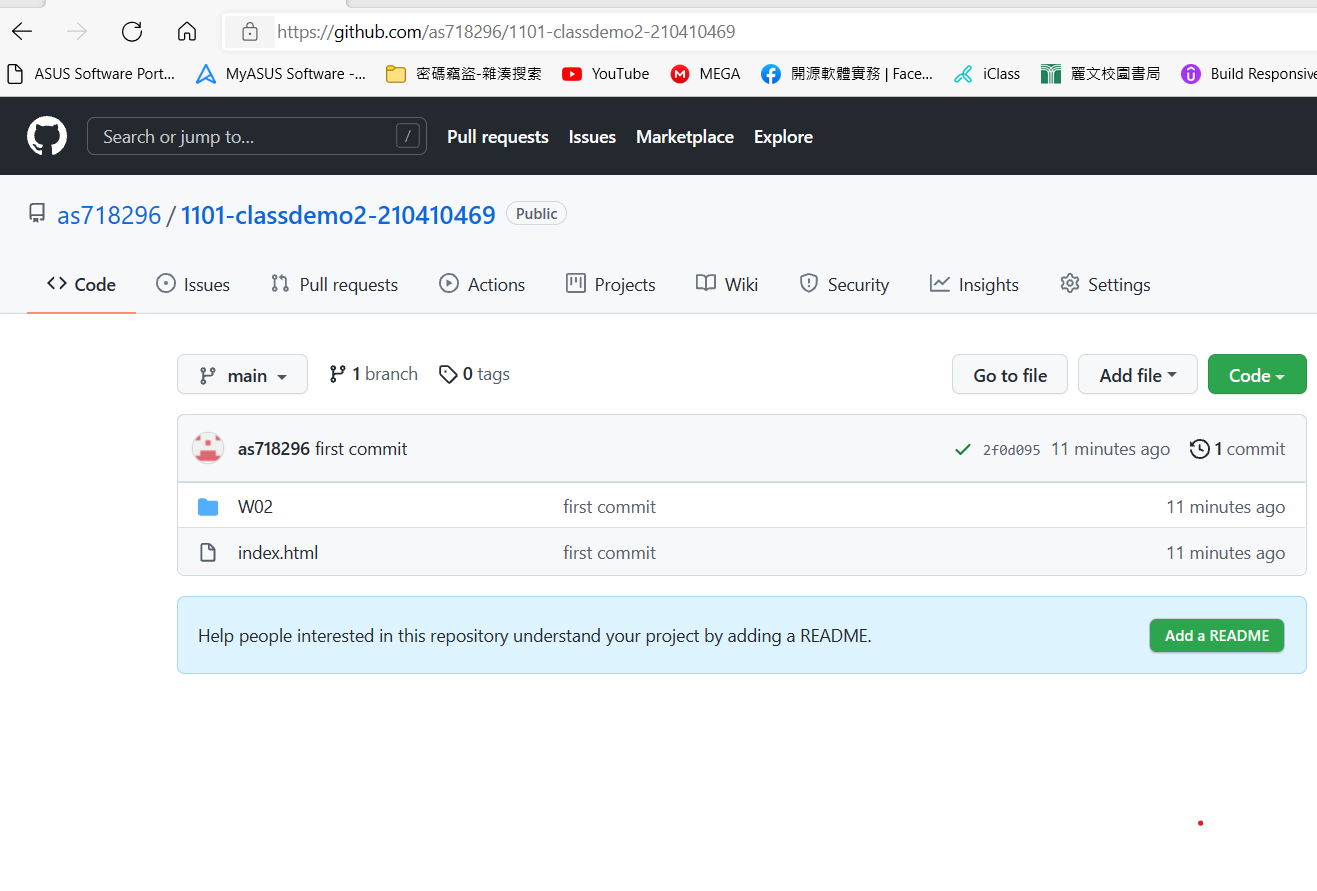 https://github.com/as718296/1101-classdemo2-210410469
ASUS Software Port... MyASUS Software -... 密碼竊盜-雜湊搜索 YouTube MEGA 開源軟體實務 | Face... iClass 麗文校園書局 Build Responsive
Search or jump to... / Pull requests Issues Marketplace Explore
as718296 / 1101-classdemo2-210410469 Public
Code Issues Pull requests Actions Projects Wiki Security Insights Settings
main 1 branch 0 tags Go to file Add file Code
as718296 first commit 2f0d095 11 minutes ago 1 commit
W02 first commit 11 minutes ago
index.html first commit 11 minutes ago
Help people interested in this repository understand your project by adding a README. Add a README